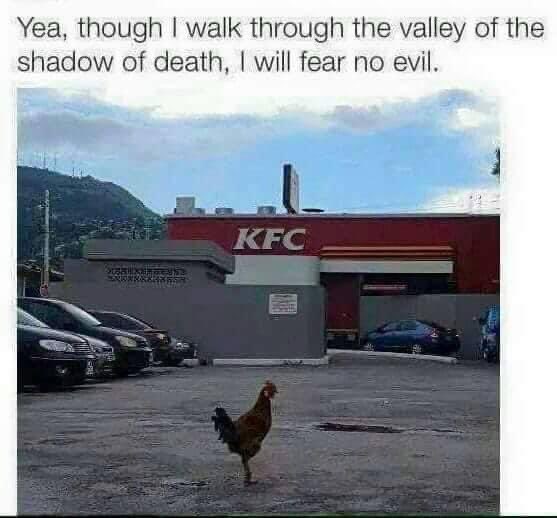 Yea, though I walk through the valley of the
shadow of death, I will fear no evil.
KFC